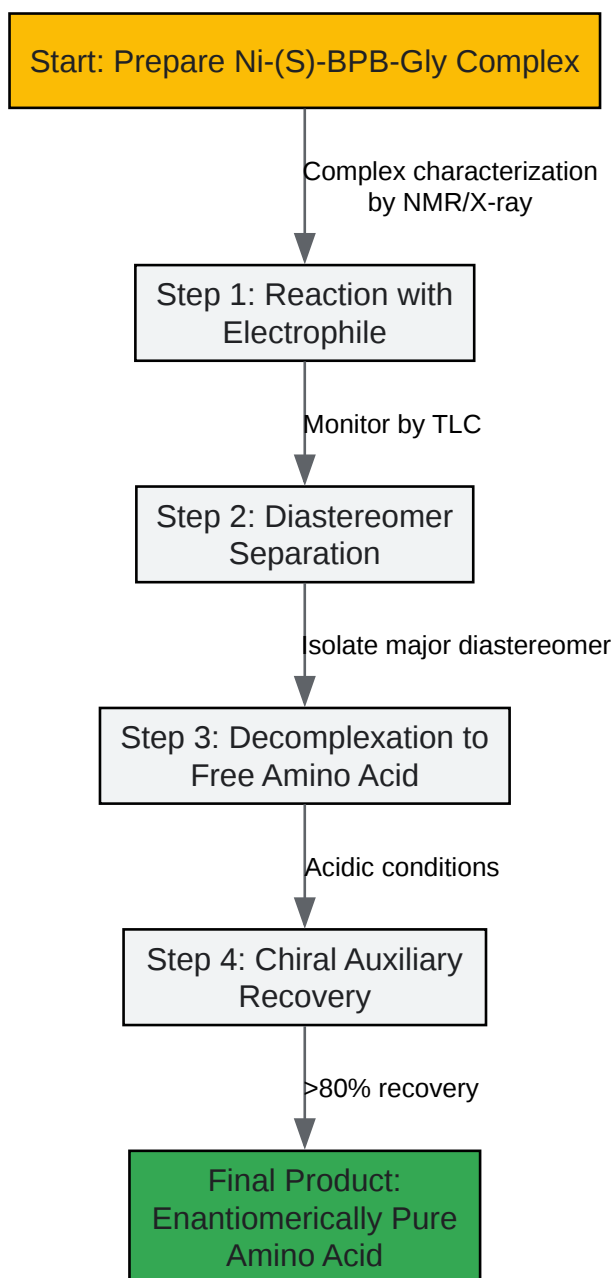 Start: Prepare Ni-(S)-BPB-Gly Complex
Complex characterization
by NMR/X-ray
Step 1: Reaction with
Electrophile
Monitor by TLC
Step 2: Diastereomer
Separation
Isolate major diastereomer
Step 3: Decomplexation to
Free Amino Acid
Acidic conditions
Step 4: Chiral Auxiliary
Recovery
>80% recovery
Final Product:
Enantiomerically Pure
Amino Acid